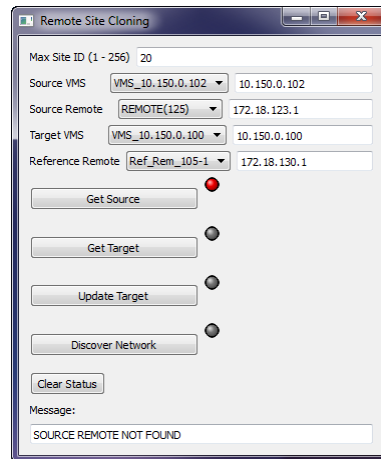 Remote Site Cloning
Max Site ID (1 - 256) 20
Source VMS VMS_10.150.0.102 10.150.0.102
Source Remote REMOTE(125) 172.18.123.1
Target VMS VMS_10.150.0.100 10.150.0.100
Reference Remote Ref_Rem_105-1 172.18.130.1
Get Source
Get Target
Update Target
Discover Network
Clear Status
Message:
SOURCE REMOTE NOT FOUND